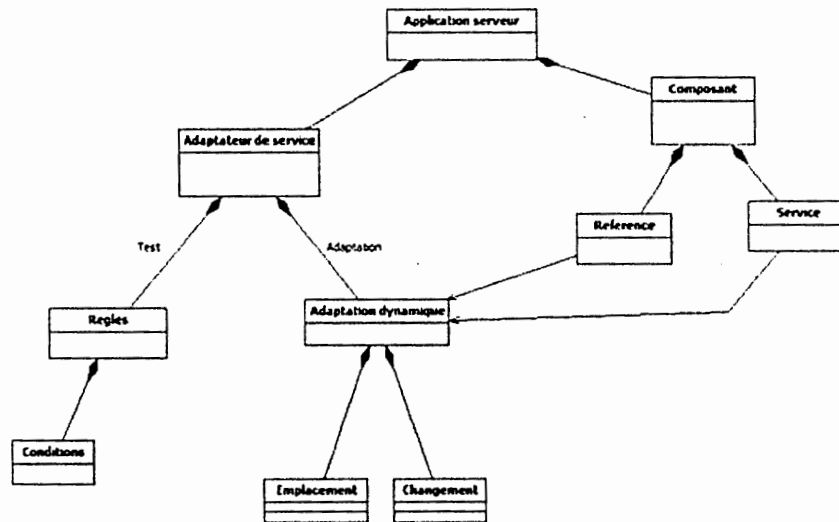 Application serveur
Composant
Adaptateur de service
Reference
Service
Test
Adaptation
Regles
Adaptation dynamique
Conditions
Emplacement
Changement